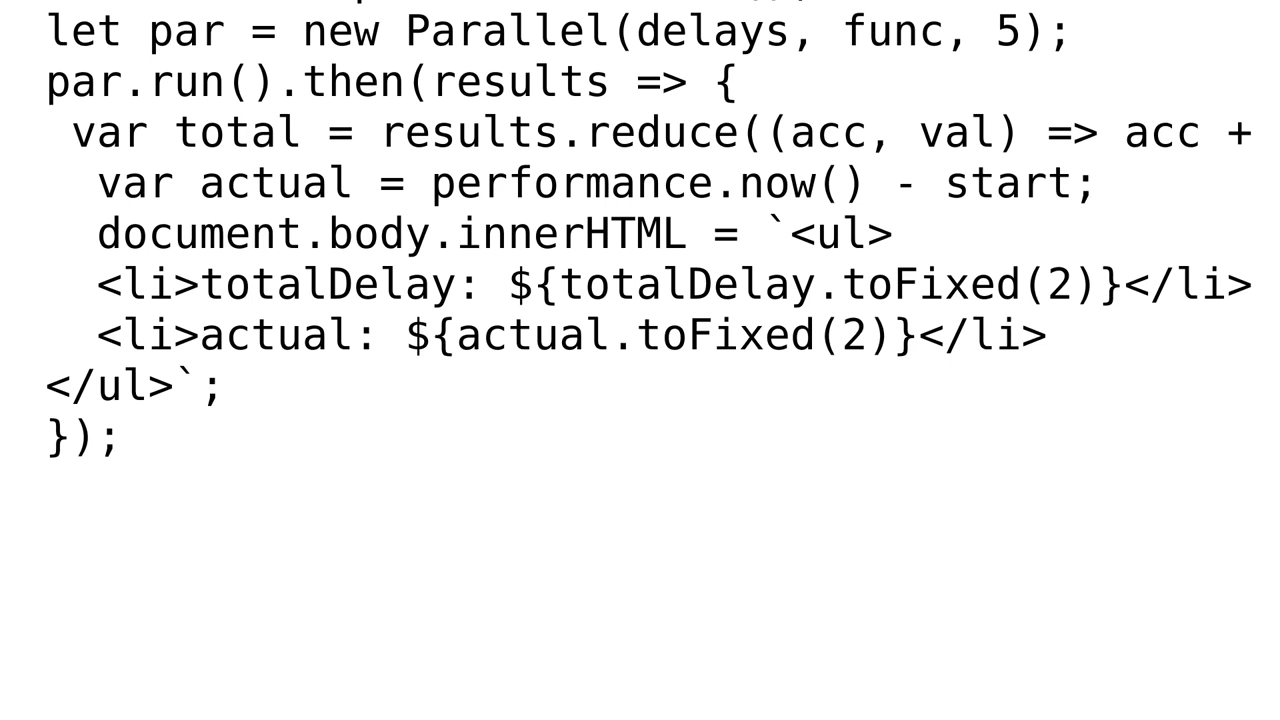 let par = new Parallel(delays, func, 5);
par.run().then(results => {
 var total = results.reduce((acc, val) => acc +
  var actual = performance.now() - start;
  document.body.innerHTML = `<ul>
  <li>totalDelay: ${totalDelay.toFixed(2)}</li>
  <li>actual: ${actual.toFixed(2)}</li>
</ul>`;
});